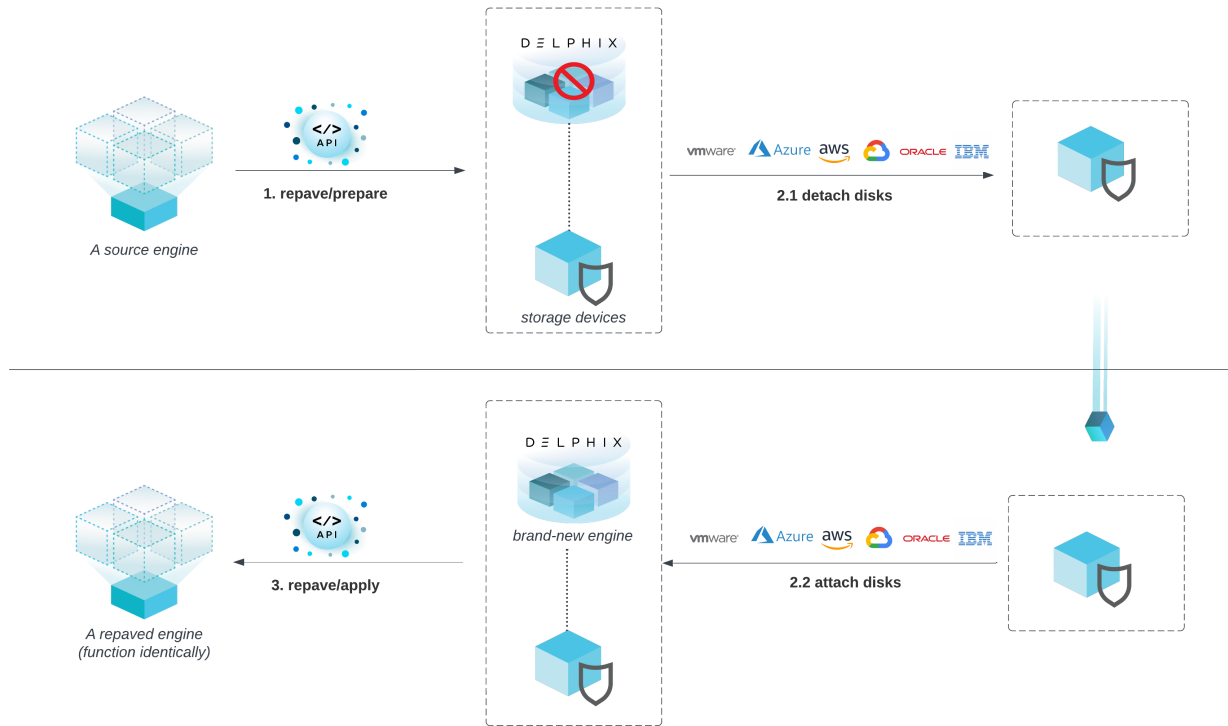 DELPHIX
</>
API
1. repave/prepare
A source engine
storage devices
vmware®
Azure
aws
ORACLE
IBM
2.1 detach disks
DELPHIX
brand-new engine
</>
API
3. repave/apply
A repaved engine
(function identically)
vmware®
Azure
aws
ORACLE
IBM
2.2 attach disks